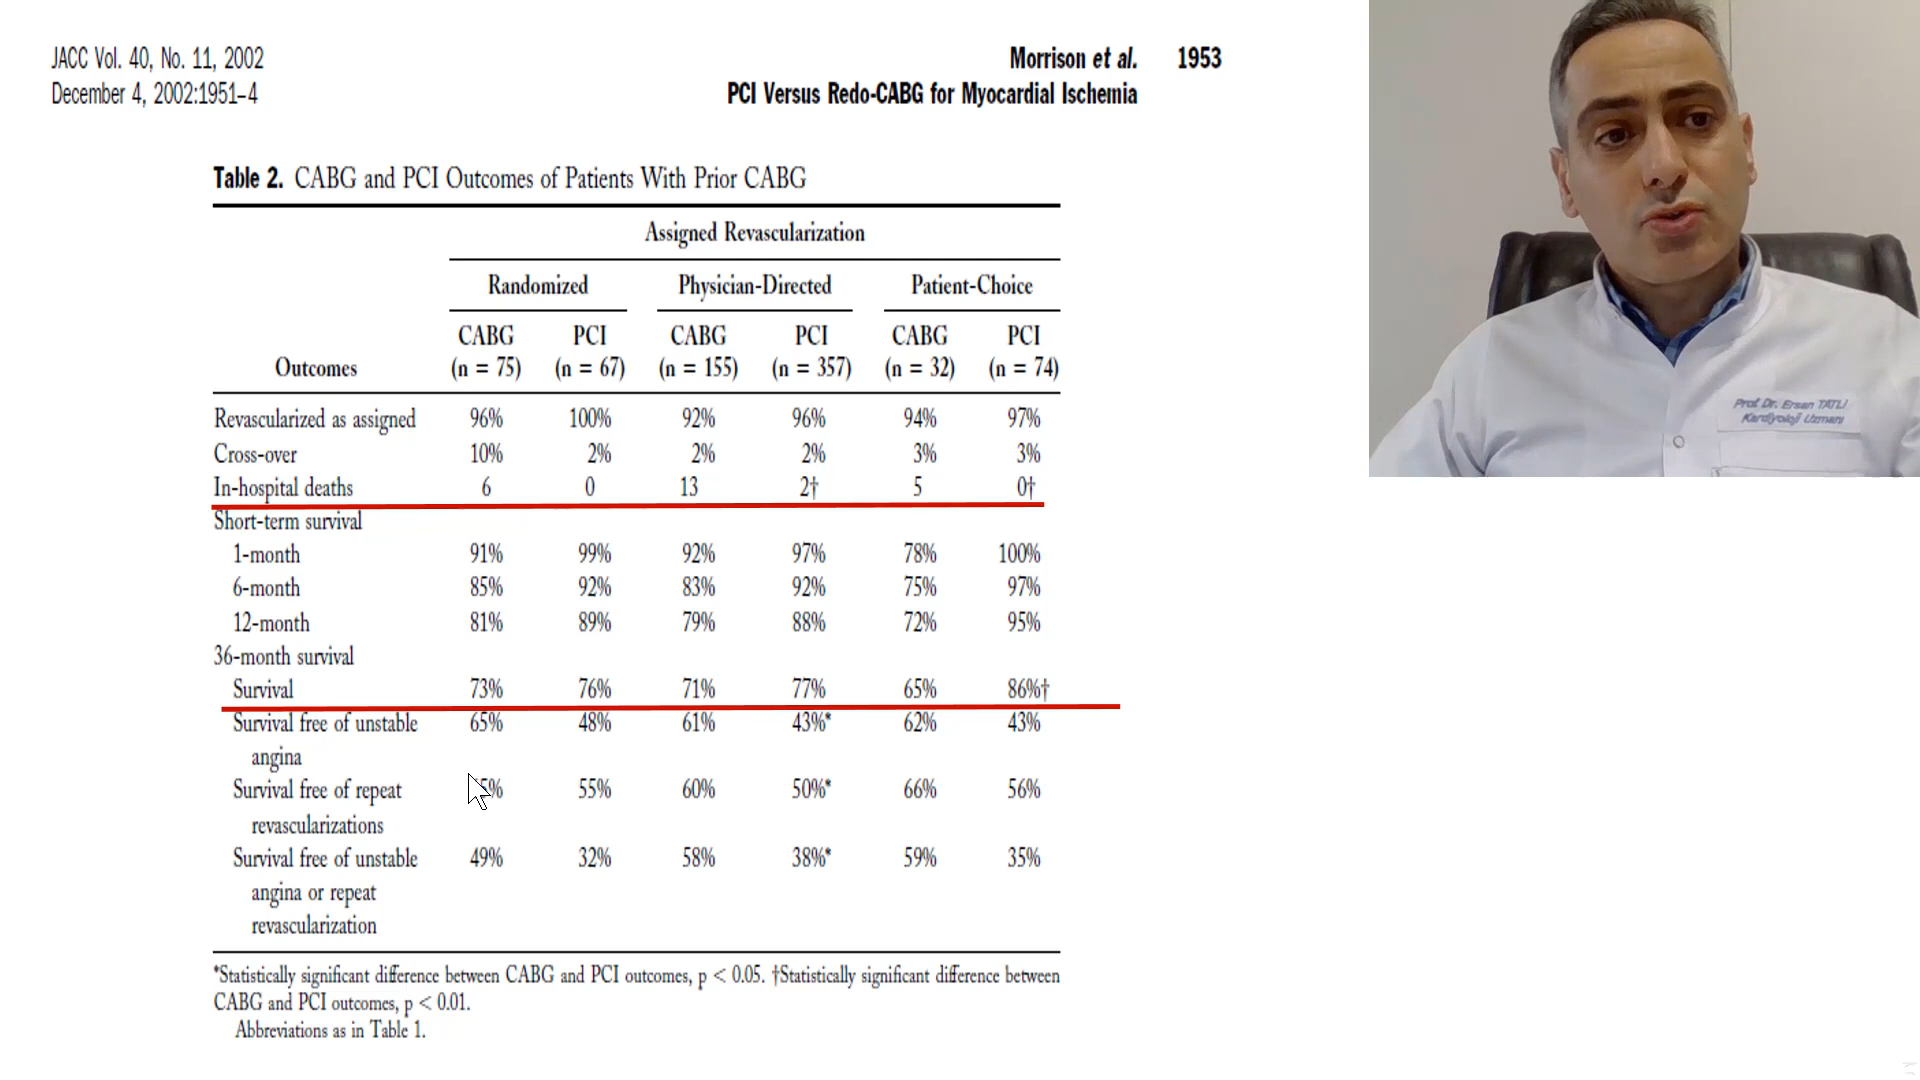 JACC Vol. 40, No. 11, 2002
December 4, 2002:1951–4
Morrison et al. 1953
PCI Versus Redo-CABG for Myocardial Ischemia
Table 2. CABG and PCI Outcomes of Patients With Prior CABG
Assigned Revascularization
Randomized Physician-Directed Patient-Choice
CABG PCI CABG PCI CABG PCI
Outcomes (n = 75) (n = 67) (n = 155) (n = 357) (n = 32) (n = 74)
Revascularized as assigned 96% 100% 92% 96% 94% 97%
Cross-over 10% 2% 2% 2% 3% 3%
In-hospital deaths 6 0 13 2† 5 0†
Short-term survival
1-month 91% 99% 92% 97% 78% 100%
6-month 85% 92% 83% 92% 75% 97%
12-month 81% 89% 79% 88% 72% 95%
36-month survival
Survival 73% 76% 71% 77% 65% 86%†
Survival free of unstable 65% 48% 61% 43%* 62% 43%
angina
Survival free of repeat 55% 60% 50%* 66% 56%
revascularizations
Survival free of unstable 49% 32% 58% 38%* 59% 35%
angina or repeat
revascularization
*Statistically significant difference between CABG and PCI outcomes, p < 0.05. †Statistically significant difference between
CABG and PCI outcomes, p < 0.01.
Abbreviations as in Table 1.
Prof. Dr. Ersan TATLI
Kardiyoloji Uzmanı